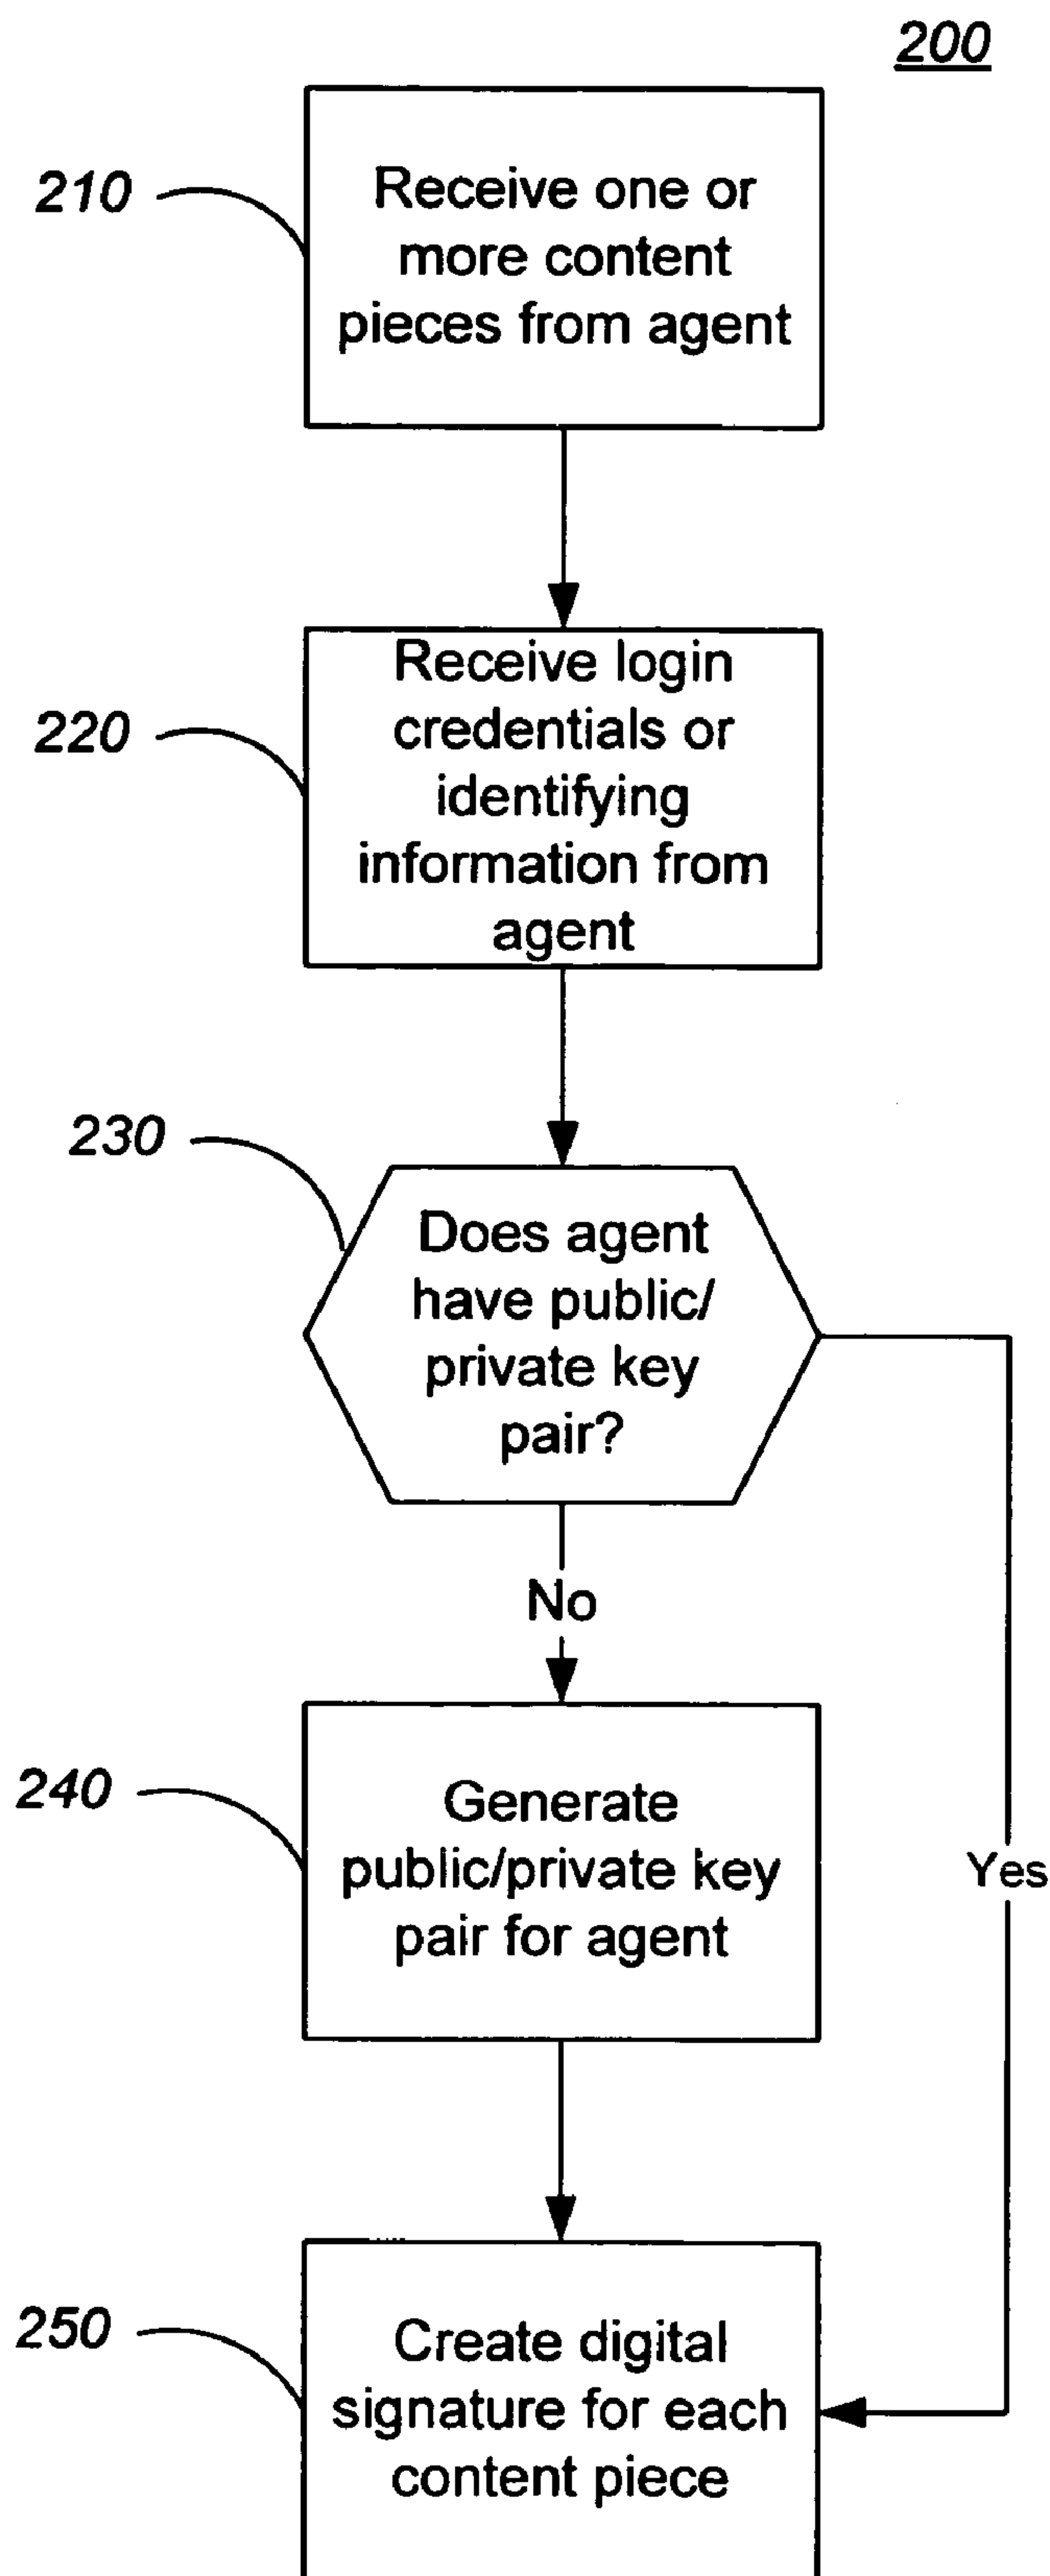 200
210
Receive one or
more content
pieces from agent
220
Receive login
credentials or
identifying
information from
agent
230
Does agent
have public/
private key
pair?
No
240
Generate
public/private key
pair for agent
Yes
250
Create digital
signature for each
content piece